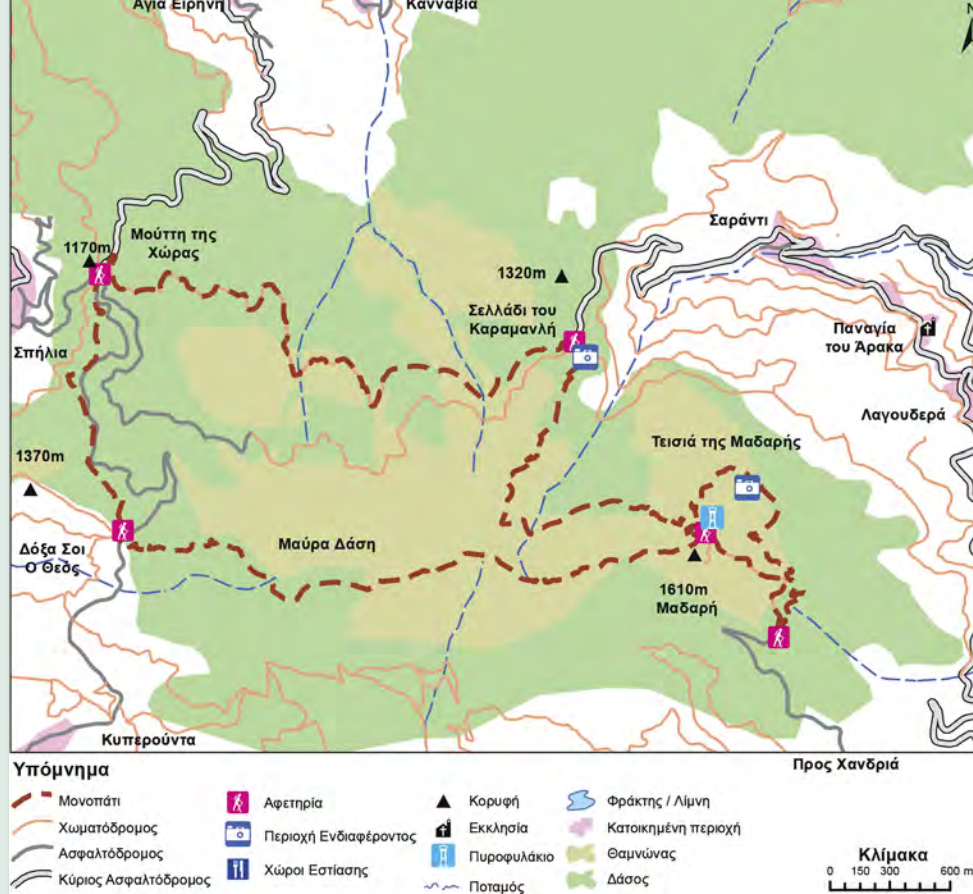 Αγία Ειρήνη
Κανναβιά
N
Μούττη της
Χώρας
1170m
Σαράντι
1320m
Σελλάδι του
Καραμανλή
Παναγία
του Άρακα
Σπήλια
Λαγουδερά
Τεισιά της Μαδαρής
1370m
Δόξα Σοι
Ο Θεός
Μαύρα Δάση
1610m
Μαδαρή
Κυπερούντα
Προς Χανδριά
Υπόμνημα
Μονοπάτι
Χωματόδρομος
Ασφαλτόδρομος
Κύριος Ασφαλτόδρομος
Αφετηρία
Περιοχή Ενδιαφέροντος
Χώροι Εστίασης
Κορυφή
Εκκλησία
Πυροφυλάκιο
Ποταμός
Φράκτης / Λίμνη
Κατοικημένη περιοχή
Θαμνώνας
Δάσος
Κλίμακα
0 150 300 600 m